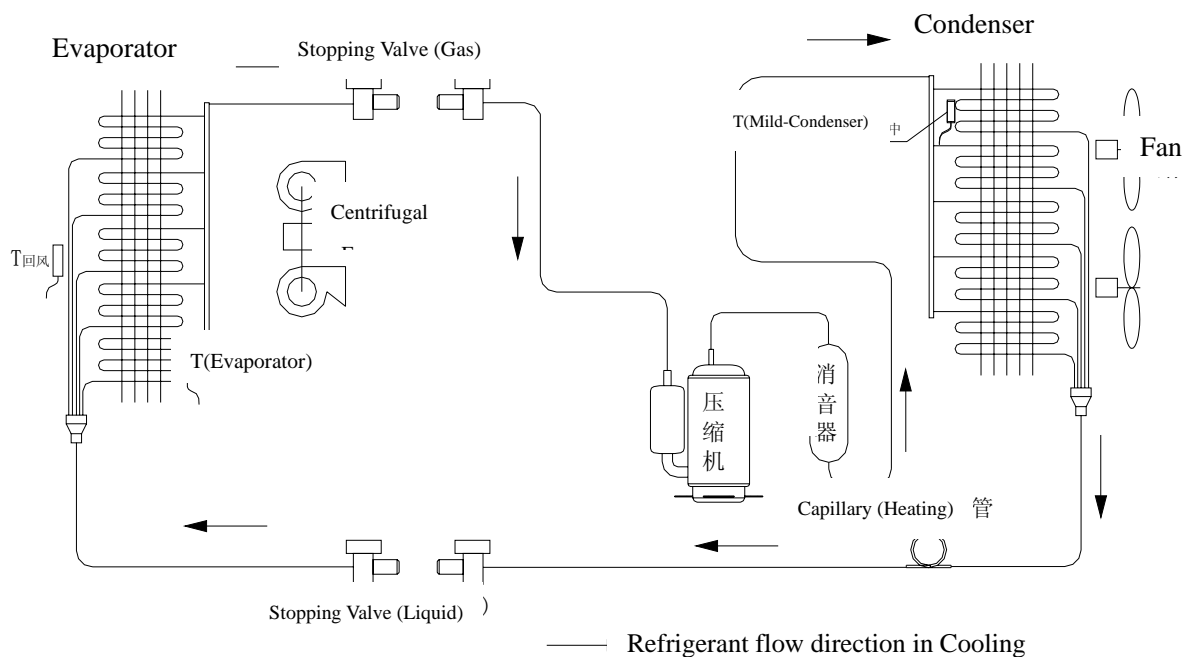 Evaporator
Stopping Valve (Gas)
Condenser
T(Mild-Condenser)
中
Fan
Centrifugal
T回风
T(Evaporator)
压缩机
消音器
Capillary (Heating) 管
Stopping Valve (Liquid) )
Refrigerant flow direction in Cooling